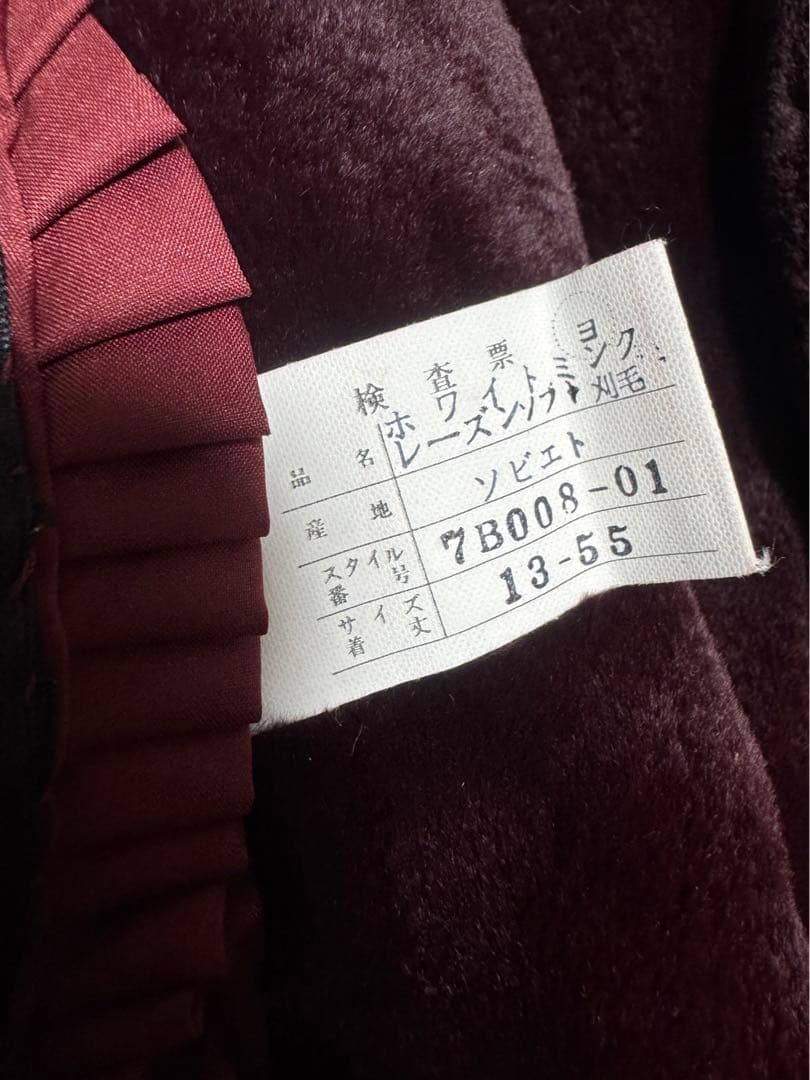 検査票
品名 ホワイトミンク
レーズンソフト刈毛
産地 ソビエト
スタイル番号 7B008-01
サイズ着丈 13-55